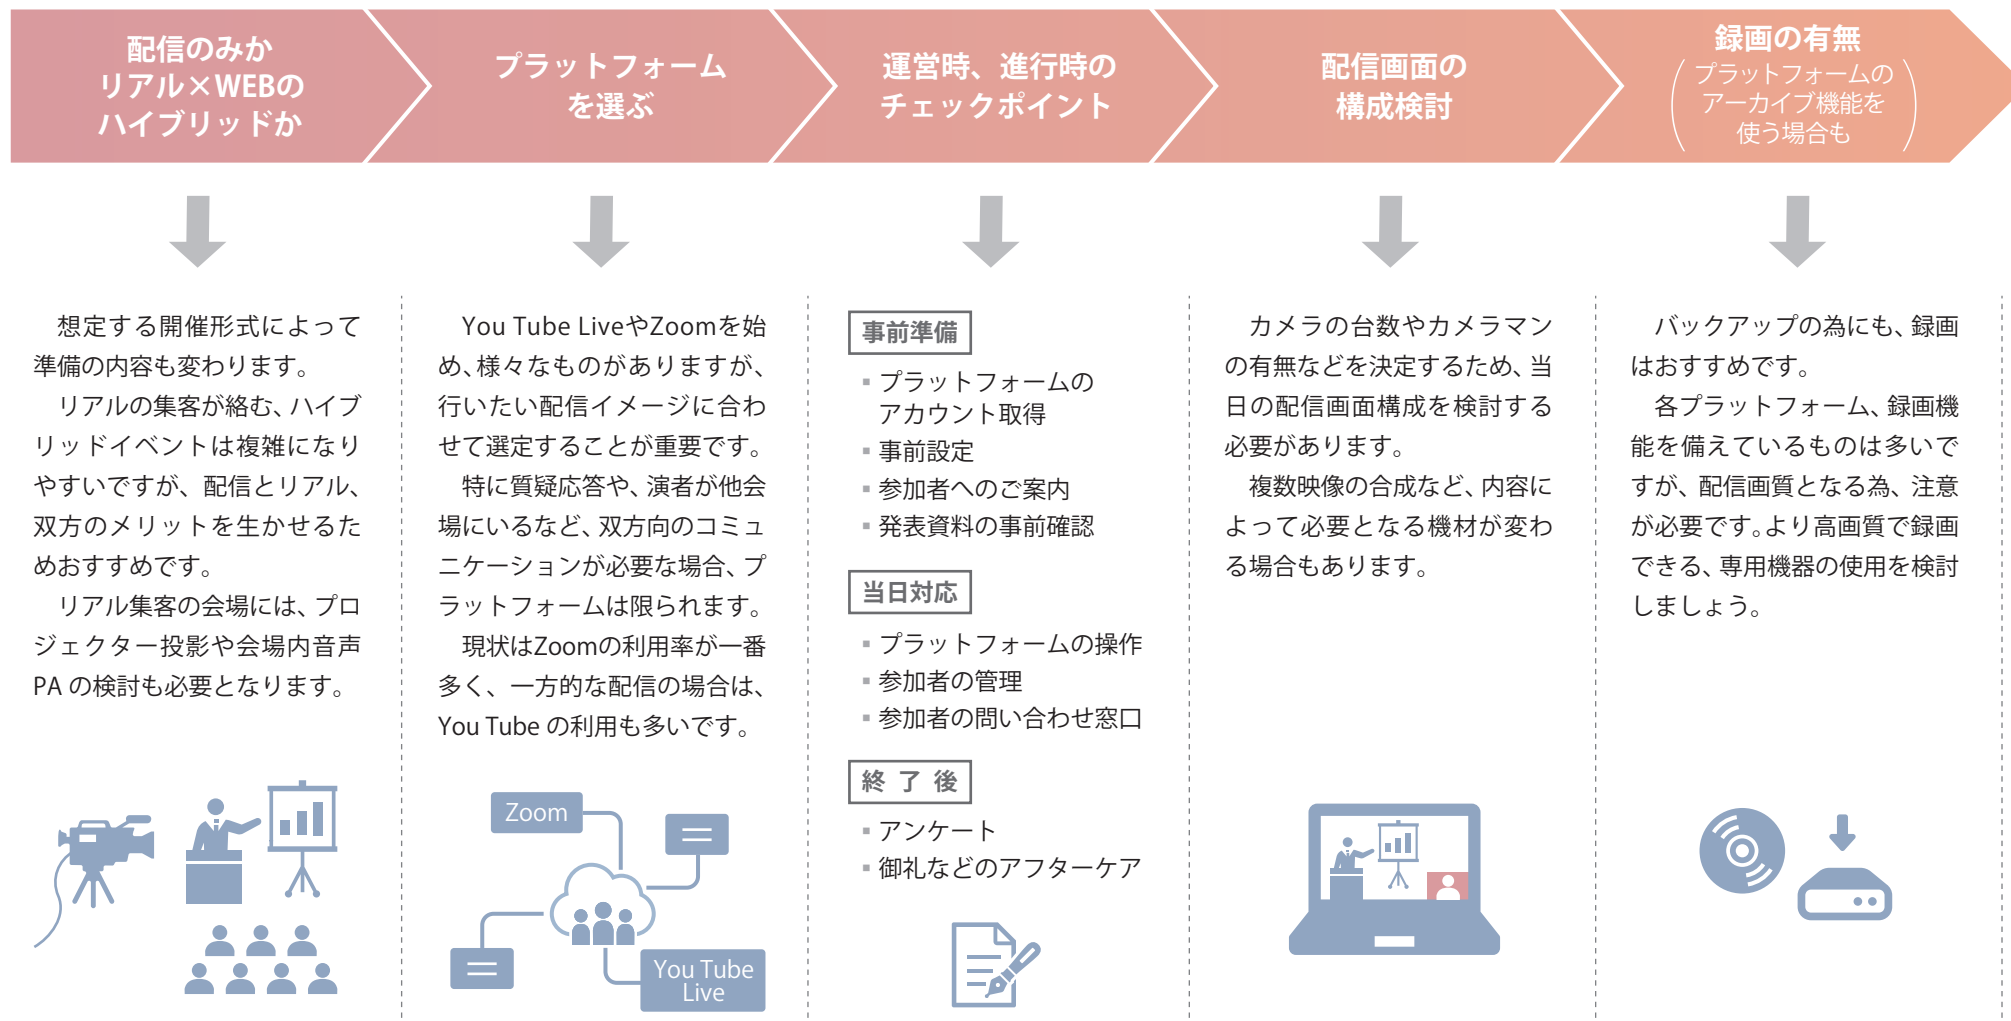 配信のみか
リアル×WEBの
ハイブリッドか
プラットフォーム
を選ぶ
運営時、進行時の
チェックポイント
配信画面の
構成検討
録画の有無
(プラットフォームの
アーカイブ機能を
使う場合も)
想定する開催形式によって
準備の内容も変わります。
リアルの集客が絡む、ハイブ
リッドイベントは複雑になり
やすいですが、配信とリアル、
双方のメリットを生かせるた
めおすすめです。
リアル集客の会場には、プロ
ジェクター投影や会場内音声
PA の検討も必要となります。
You Tube LiveやZoomを始
め、様々なものがありますが、
行いたい配信イメージに合わ
せて選定することが重要です。
特に質疑応答や、演者が他会
場にいるなど、双方向のコミュ
ニケーションが必要な場合、プ
ラットフォームは限られます。
現状はZoomの利用率が一番
多く、一方的な配信の場合は、
You Tube の利用も多いです。
Zoom
You Tube
Live
事前準備
▪ プラットフォームの
アカウント取得
▪ 事前設定
▪ 参加者へのご案内
▪ 発表資料の事前確認
当日対応
▪ プラットフォームの操作
▪ 参加者の管理
▪ 参加者の問い合わせ窓口
終 了 後
▪ アンケート
▪ 御礼などのアフターケア
カメラの台数やカメラマン
の有無などを決定するため、当
日の配信画面構成を検討する
必要があります。
複数映像の合成など、内容に
よって必要となる機材が変わ
る場合もあります。
バックアップの為にも、録画
はおすすめです。
各プラットフォーム、録画機
能を備えているものは多いで
すが、配信画質となる為、注意
が必要です。より高画質で録画
できる、専用機器の使用を検討
しましょう。